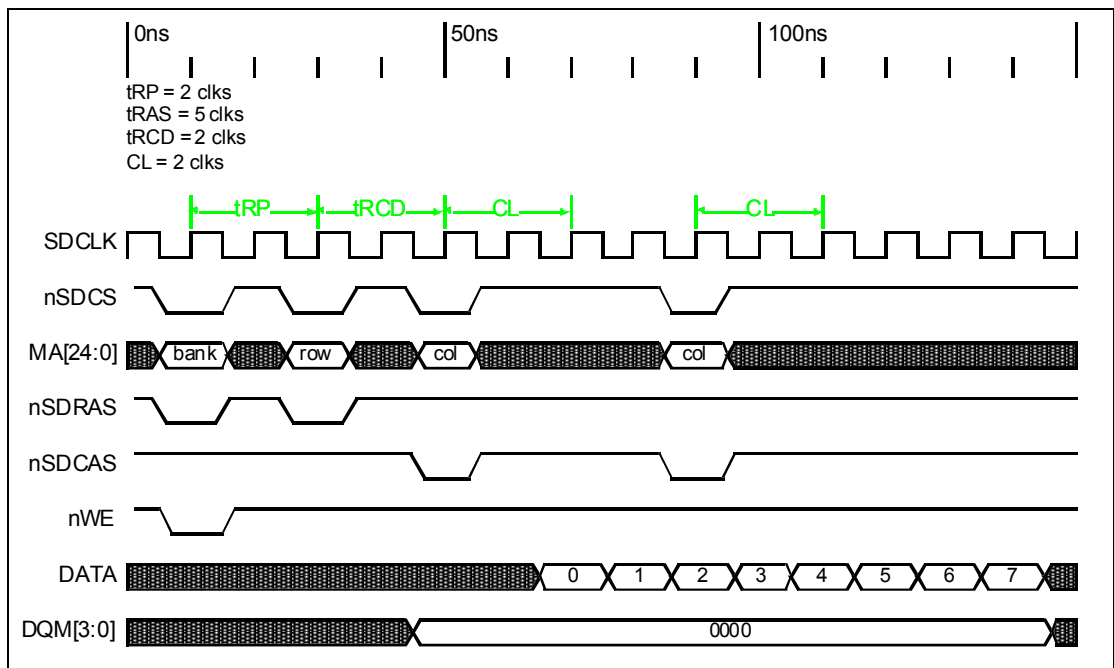 0ns 50ns 100ns
tRP = 2 clks
tRAS = 5 clks
tRCD = 2 clks
CL = 2 clks
tRP tRCD CL CL
SDCLK
nSDCS
MA[24:0] bank row col col
nSDRAS
nSDCAS
nWE
DATA 0 1 2 3 4 5 6 7
DQM[3:0] 0000